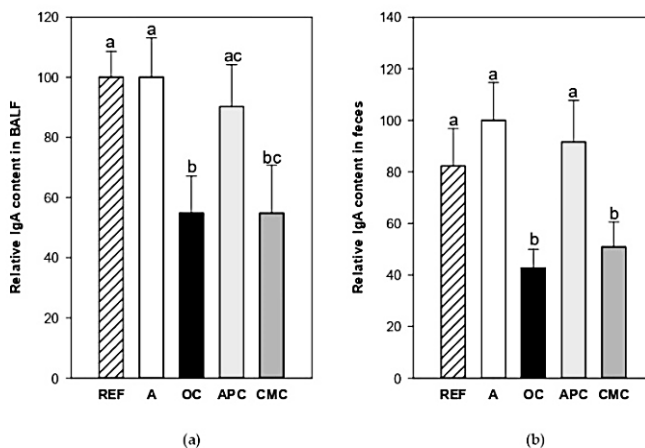 Relative IgA content in BALF
120
100
80
60
40
20
0
a
a
b
ac
bc
REF A OC APC CMC
(a)
Relative IgA content in feces
140
120
100
80
60
40
20
0
a
a
b
a
b
REF A OC APC CMC
(b)